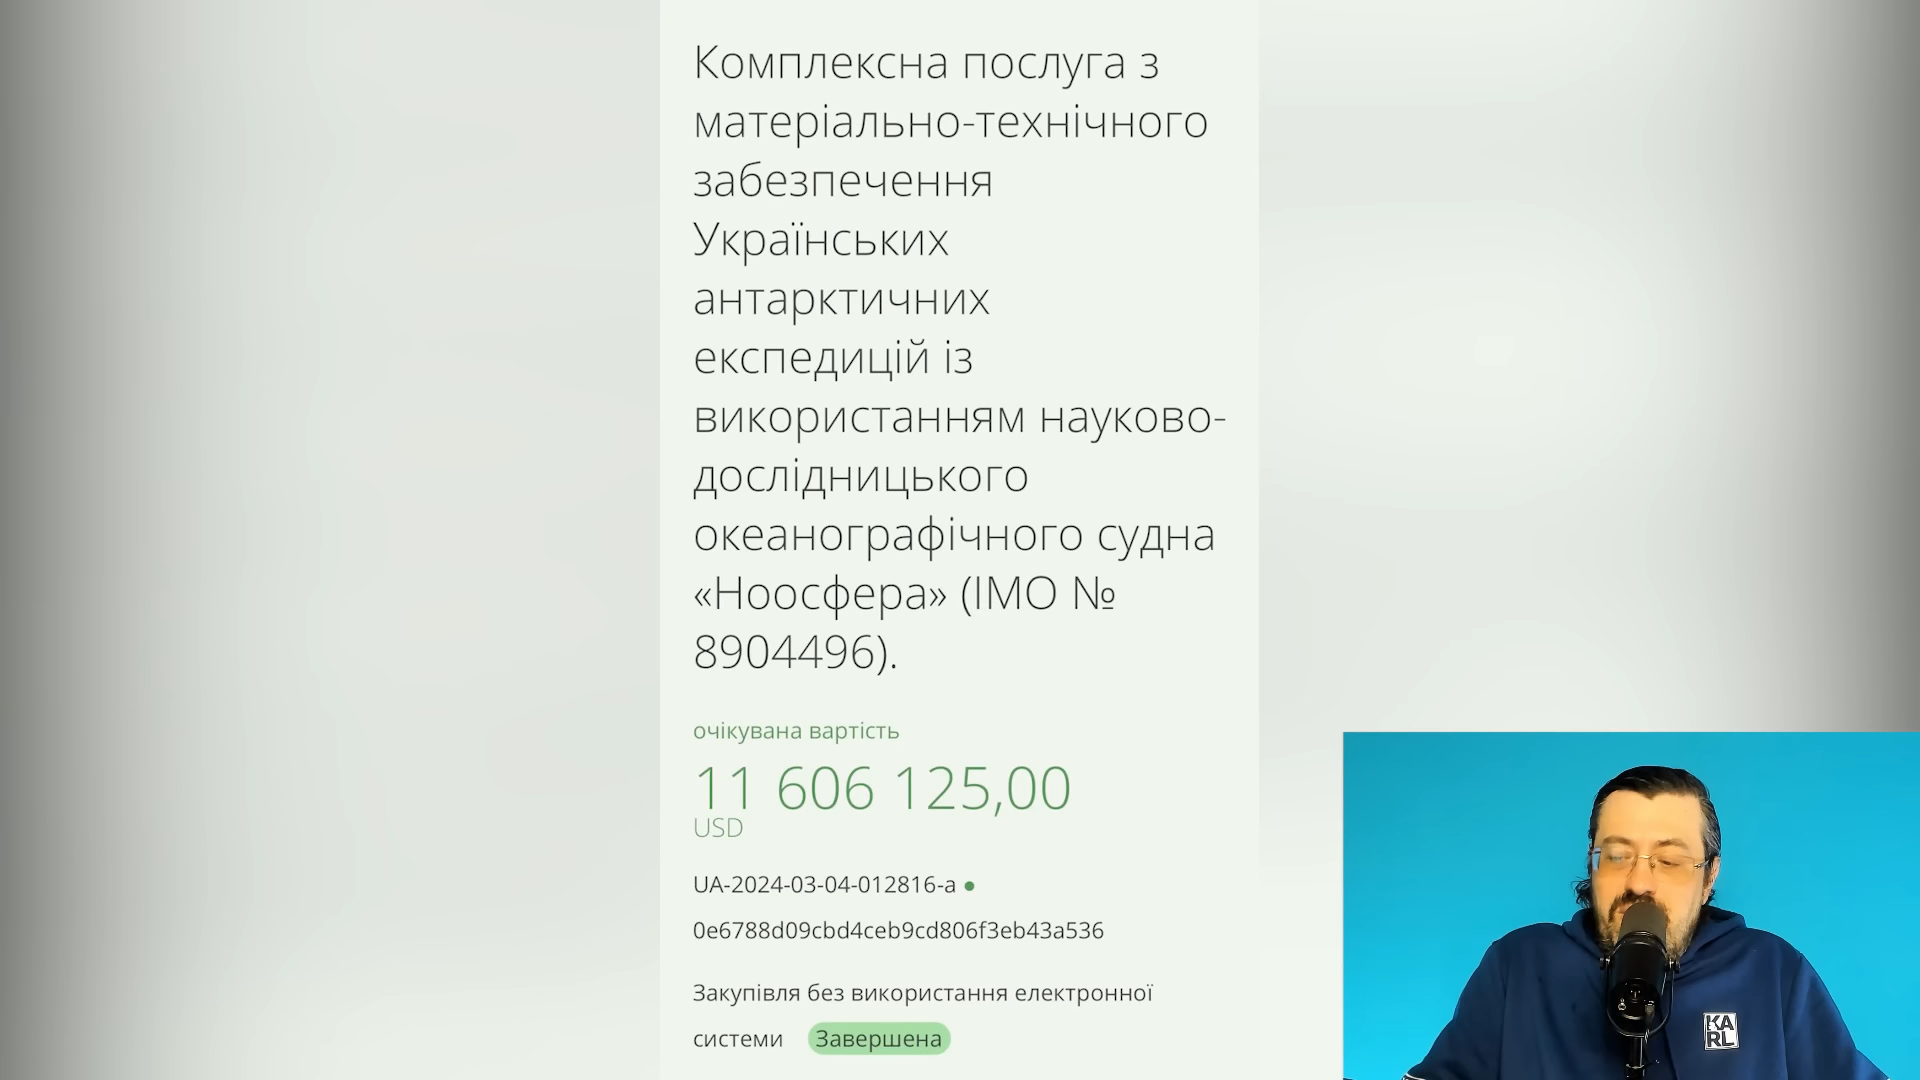 Комплексна послуга з
матеріально-технічного
забезпечення
Українських
антарктичних
експедицій із
використанням науково-
дослідницького
океанографічного судна
«Ноосфера» (IMO №
8904496).
очікувана вартість
11 606 125,00
USD
UA-2024-03-04-012816-a ●
0e6788d09cbd4ceb9cd806f3eb43a536
Закупівля без використання електронної
системи Завершена
KA
RL